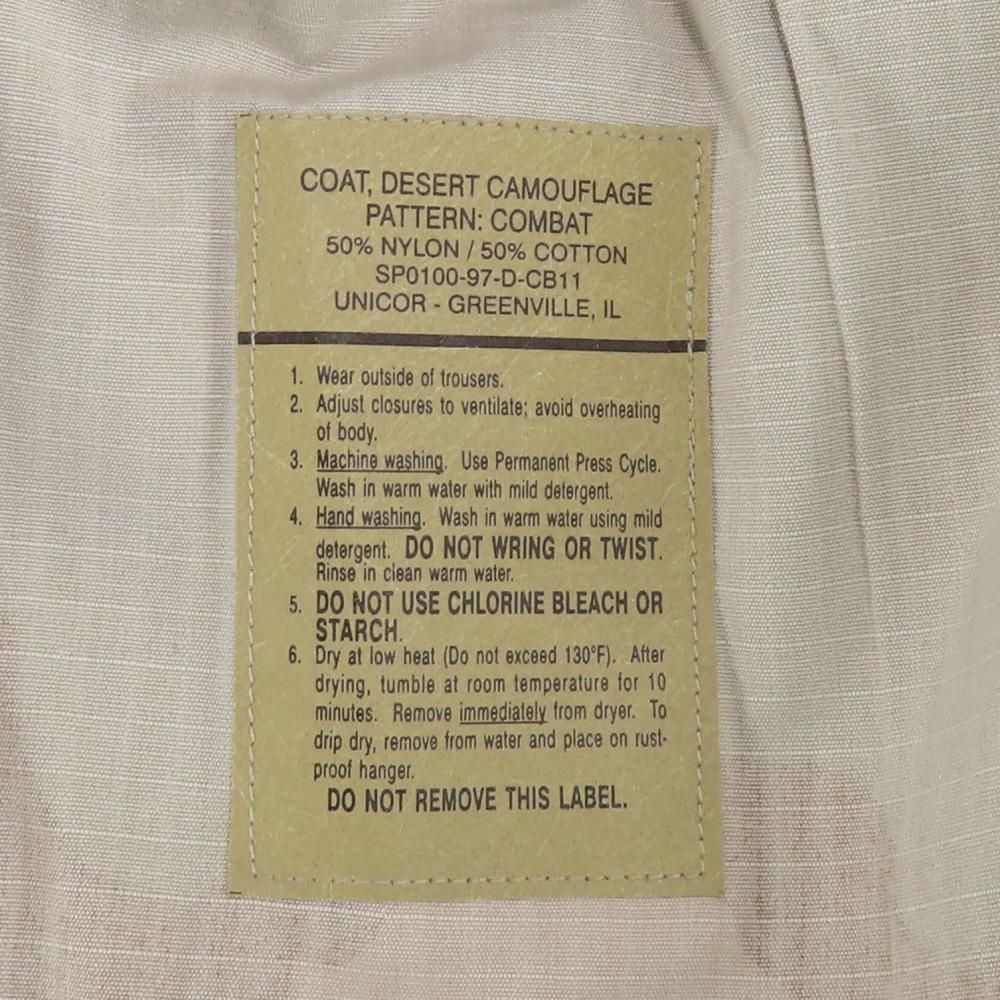 COAT, DESERT CAMOUFLAGE
PATTERN: COMBAT
50% NYLON / 50% COTTON
SP0100-97-D-CB11
UNICOR - GREENVILLE, IL
1. Wear outside of trousers.
2. Adjust closures to ventilate; avoid overheating
of body.
3. Machine washing. Use Permanent Press Cycle.
Wash in warm water with mild detergent.
4. Hand washing. Wash in warm water using mild
detergent. DO NOT WRING OR TWIST.
Rinse in clean warm water.
5. DO NOT USE CHLORINE BLEACH OR
STARCH.
6. Dry at low heat (Do not exceed 130°F). After
drying, tumble at room temperature for 10
minutes. Remove immediately from dryer. To
drip dry, remove from water and place on rust-
proof hanger.
DO NOT REMOVE THIS LABEL.